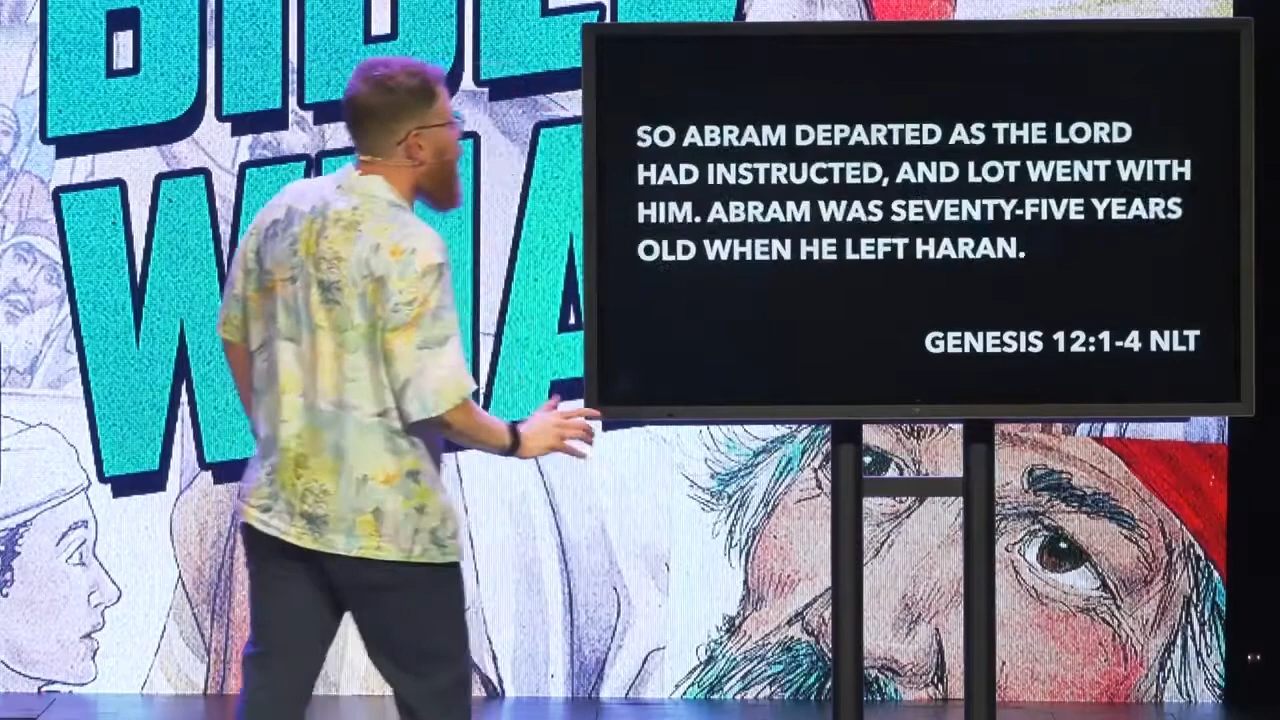 SO ABRAM DEPARTED AS THE LORD
HAD INSTRUCTED, AND LOT WENT WITH
HIM. ABRAM WAS SEVENTY-FIVE YEARS
OLD WHEN HE LEFT HARAN.
GENESIS 12:1-4 NLT